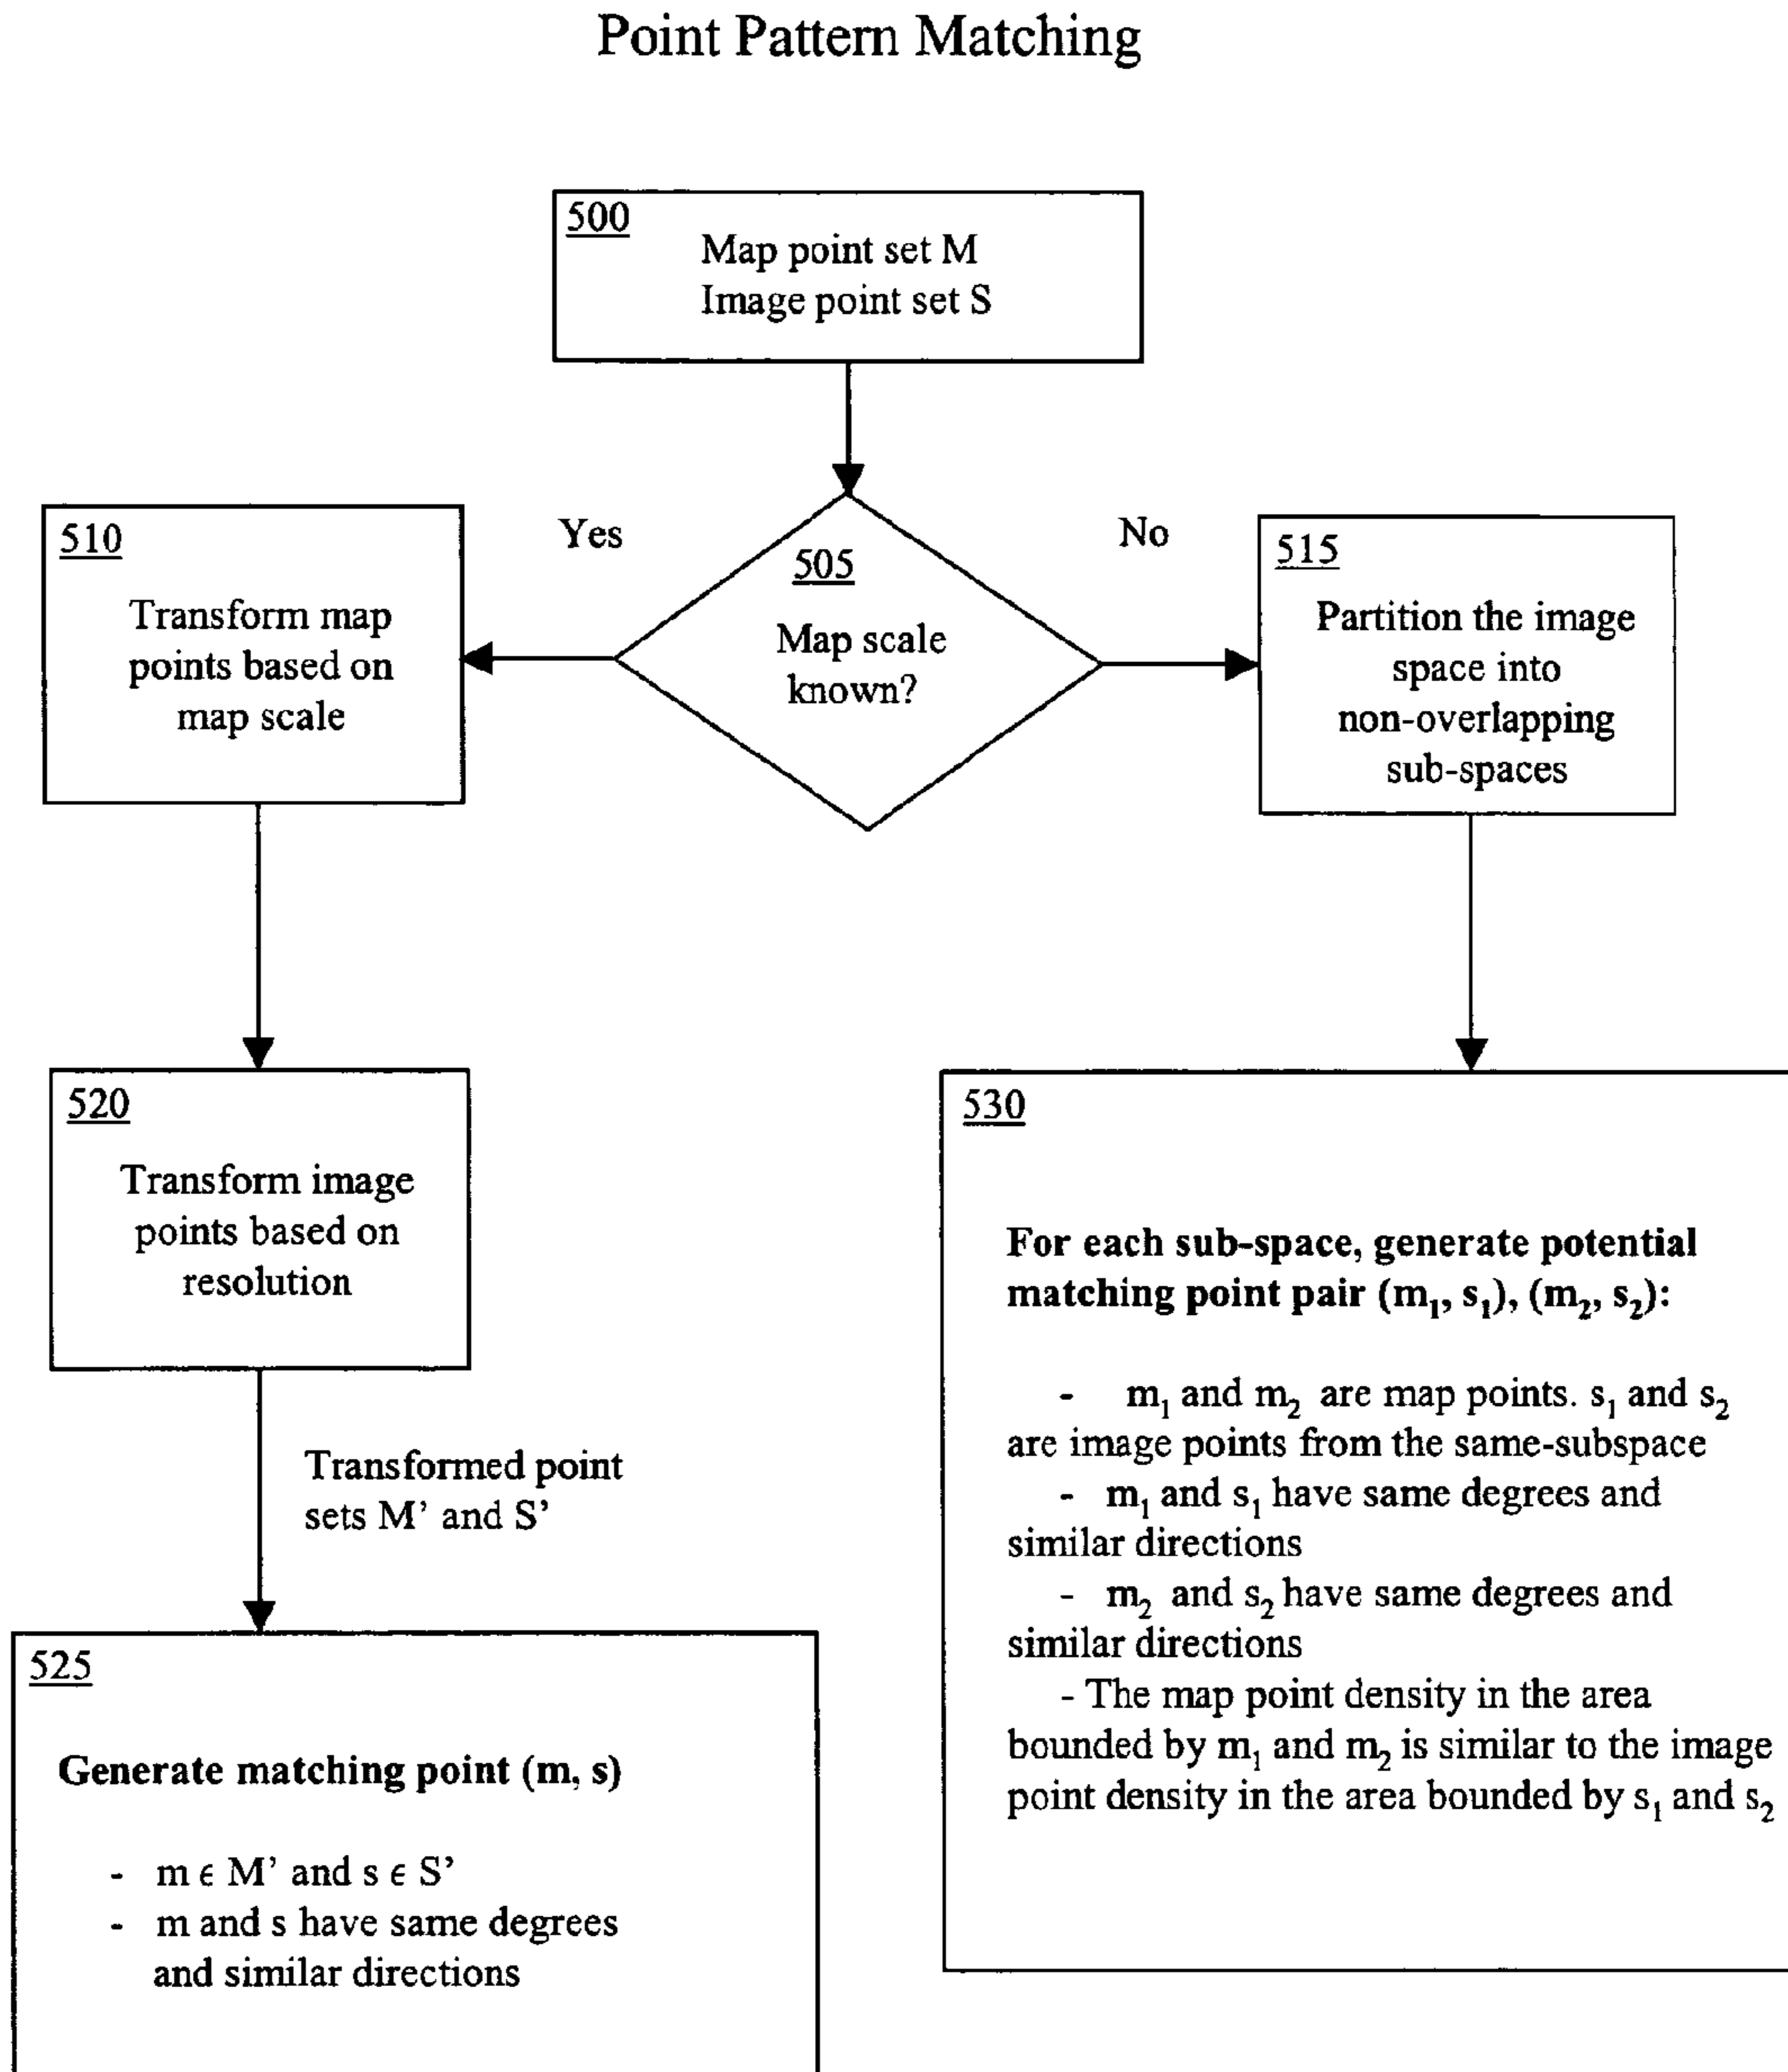 Point Pattern Matching
500
Map point set M
Image point set S
Yes
No
505
Map scale
known?
510
Transform map
points based on
map scale
515
Partition the image
space into
non-overlapping
sub-spaces
520
Transform image
points based on
resolution
Transformed point
sets M’ and S’
525
Generate matching point (m, s)
- m ϵ M’ and s ϵ S’
- m and s have same degrees
and similar directions
530
For each sub-space, generate potential
matching point pair (m₁, s₁), (m₂, s₂):
- m₁ and m₂ are map points. s₁ and s₂
are image points from the same-subspace
- m₁ and s₁ have same degrees and
similar directions
- m₂ and s₂ have same degrees and
similar directions
- The map point density in the area
bounded by m₁ and m₂ is similar to the image
point density in the area bounded by s₁ and s₂